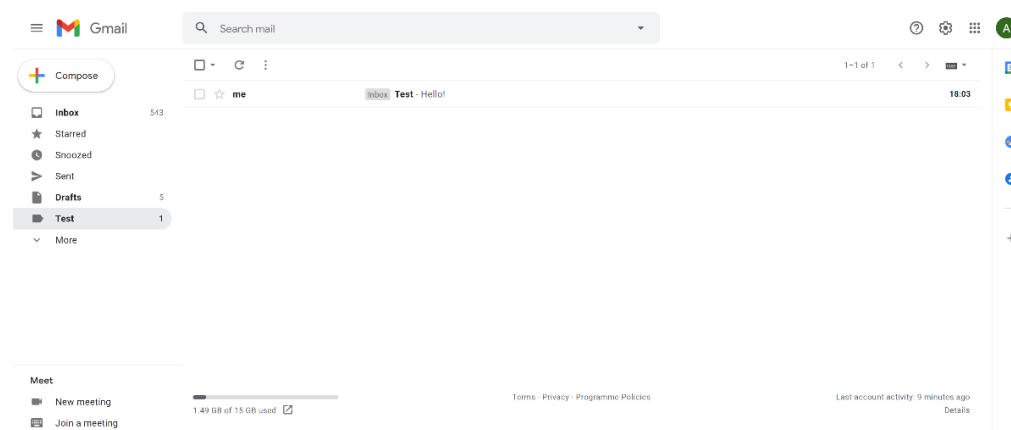 Gmail
Search mail
A
Compose
1–1 of 1
Inbox 543
me Inbox Test - Hello! 18:03
Starred
Snoozed
Sent
Drafts 5
Test 1
More
Meet
New meeting
Join a meeting
1.49 GB of 15 GB used
Terms · Privacy · Programme Policies
Last account activity: 9 minutes ago
Details